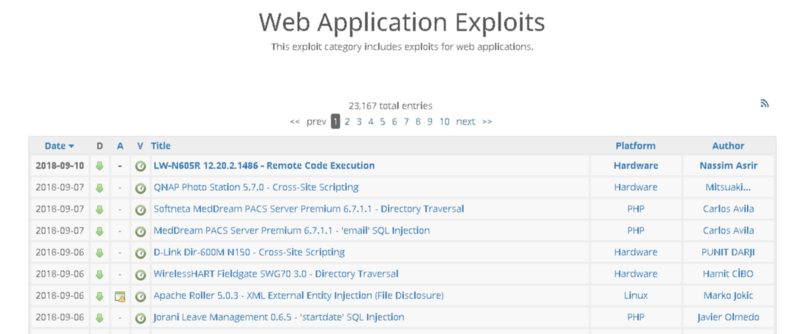 Web Application Exploits
This exploit category includes exploits for web applications.
23,167 total entries
<< prev 1 2 3 4 5 6 7 8 9 10 next >>
Date D A V Title Platform Author
2018-09-10 - LW-N605R 12.20.2.1486 - Remote Code Execution Hardware Nassim Asrir
2018-09-07 - QNAP Photo Station 5.7.0 - Cross-Site Scripting Hardware Mitsuaki...
2018-09-07 - Softneta MedDream PACS Server Premium 6.7.1.1 - Directory Traversal PHP Carlos Avila
2018-09-07 - MedDream PACS Server Premium 6.7.1.1 - 'email' SQL Injection PHP Carlos Avila
2018-09-06 - D-Link Dir-600M N150 - Cross-Site Scripting Hardware PUNIT DARJI
2018-09-06 - WirelessHART Fieldgate SWG70 3.0 - Directory Traversal Hardware Hamit CİBO
2018-09-06 Apache Roller 5.0.3 - XML External Entity Injection (File Disclosure) Linux Marko Jokic
2018-09-06 - Jorani Leave Management 0.6.5 - 'startdate' SQL Injection PHP Javier Olmedo